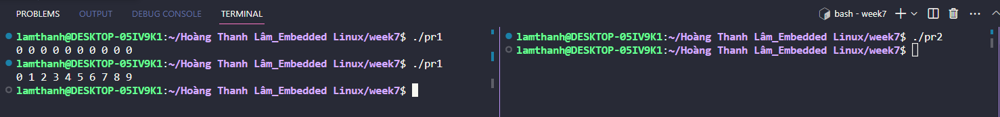 PROBLEMS OUTPUT DEBUG CONSOLE TERMINAL
bash - week7
lamthanh@DESKTOP-05IV9K1:~/Hoàng Thanh Lâm_Embedded Linux/week7$ ./pr1
0 0 0 0 0 0 0 0 0 0
lamthanh@DESKTOP-05IV9K1:~/Hoàng Thanh Lâm_Embedded Linux/week7$ ./pr1
0 1 2 3 4 5 6 7 8 9
lamthanh@DESKTOP-05IV9K1:~/Hoàng Thanh Lâm_Embedded Linux/week7$
lamthanh@DESKTOP-05IV9K1:~/Hoàng Thanh Lâm_Embedded Linux/week7$ ./pr2
lamthanh@DESKTOP-05IV9K1:~/Hoàng Thanh Lâm_Embedded Linux/week7$